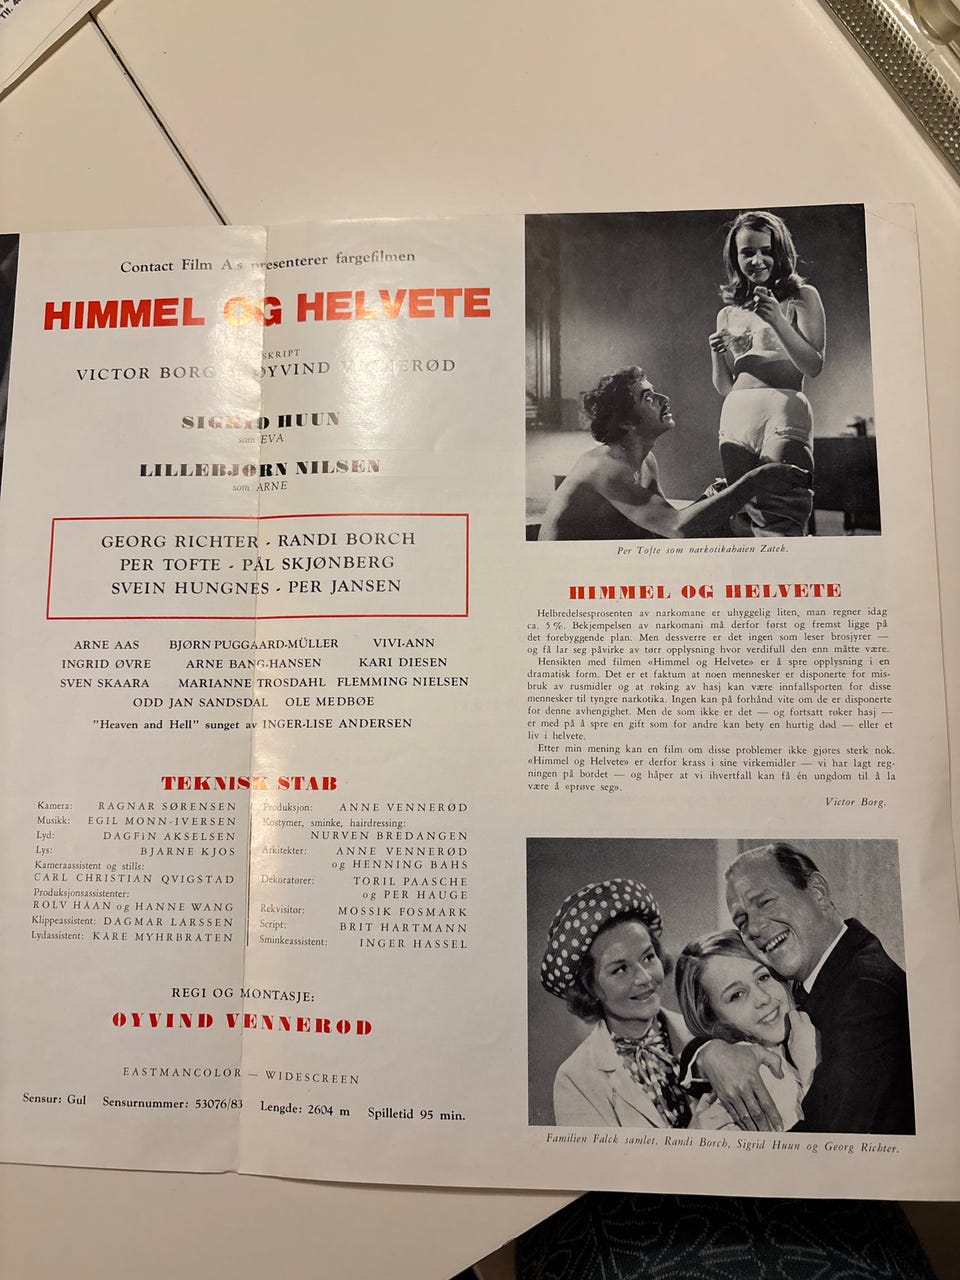 Contact Film A.s presenterer fargefilmen
HIMMEL OG HELVETE
SKRIPT
VICTOR BORG ØYVIND VENNERØD
SIGRID HUUN
som EVA
LILLEBJØRN NILSEN
som ARNE
GEORG RICHTER - RANDI BORCH
PER TOFTE - PÅL SKJØNBERG
SVEIN HUNGNES - PER JANSEN
ARNE AAS BJØRN PUGGAARD-MÜLLER VIVI-ANN
INGRID ØVRE ARNE BANG-HANSEN KARI DIESEN
SVEN SKAARA MARIANNE TROSDAHL FLEMMING NIELSEN
ODD JAN SANDSDAL OLE MEDBØE
"Heaven and Hell" sunget av INGER-LISE ANDERSEN
TEKNISK STAB
Kamera: RAGNAR SØRENSEN
Musikk: EGIL MONN-IVERSEN
Lyd: DAGFIN AKSELSEN
Lys: BJARNE KJOS
Kameraassistent og stills:
CARL CHRISTIAN QVIGSTAD
Produksjonsassistenter:
ROLV HAAN og HANNE WANG
Klippeassistent: DAGMAR LARSSEN
Lydassistent: KÅRE MYHRBRÅTEN
Produksjon: ANNE VENNERØD
Kostymer, sminke, hairdressing:
NURVEN BREDANGEN
Arkitekter: ANNE VENNERØD
og HENNING BAHS
Dekoratører: TORIL PAASCHE
og PER HAUGE
Rekvisitør: MOSSIK FOSMARK
Script: BRIT HARTMANN
Sminkeassistent: INGER HASSEL
REGI OG MONTASJE:
ØYVIND VENNERØD
EASTMANCOLOR — WIDESCREEN
Sensur: Gul Sensurnummer: 53076/83 Lengde: 2604 m Spilletid 95 min.
Per Tofte som narkotikahaien Zatek.
HIMMEL OG HELVETE
Helbredelsesprosenten av narkomane er uhyggelig liten, man regner idag
ca. 5 %. Bekjempelsen av narkomani må derfor først og fremst ligge på
det forebyggende plan. Men dessverre er det ingen som leser brosjyrer —
og få lar seg påvirke av tørr opplysning hvor verdifull den enn måtte være.
Hensikten med filmen «Himmel og Helvete» er å spre opplysning i en
dramatisk form. Det er et faktum at noen mennesker er disponerte for mis-
bruk av rusmidler og at røking av hasj kan være innfallsporten for disse
mennesker til tyngre narkotika. Ingen kan på forhånd vite om de er disponerte
for denne avhengighet. Men de som ikke er det — og fortsatt røker hasj —
er med på å spre en gift som for andre kan bety en hurtig død — eller et
liv i helvete.
Etter min mening kan en film om disse problemer ikke gjøres sterk nok.
«Himmel og Helvete» er derfor krass i sine virkemidler — vi har lagt reg-
ningen på bordet — og håper at vi ihvertfall kan få én ungdom til å la
være å «prøve seg».
Victor Borg.
Familien Falck samlet. Randi Borch, Sigrid Huun og Georg Richter.